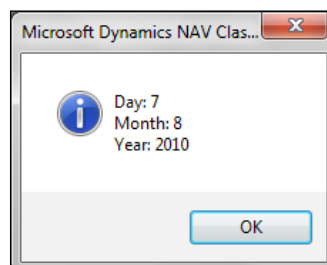 Microsoft Dynamics NAV Clas...
Day: 7
Month: 8
Year: 2010
OK